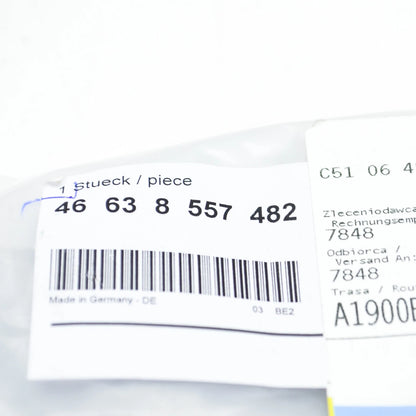 1 Stueck / piece
46 63 8 557 482
Made in Germany - DE
03 BE2
C51 06 4
Zleceniodawca
Rechnungsemp
7848
Odbiorca /
Versand An:
7848
Trasa / Rou
A1900